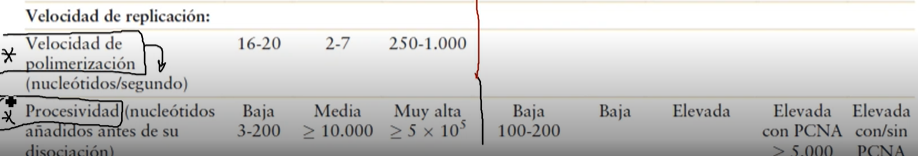 Velocidad de replicación:
Velocidad de 16-20 2-7 250-1.000
polimerización
(nucleótidos/segundo)
Procesividad (nucleótidos Baja Media Muy alta Baja Baja Elevada Elevada Elevada
añadidos antes de su 3-200 ≥ 10.000 ≥ 5 × 10⁵ 100-200 con PCNA con/sin
disociación) > 5.000 PCNA